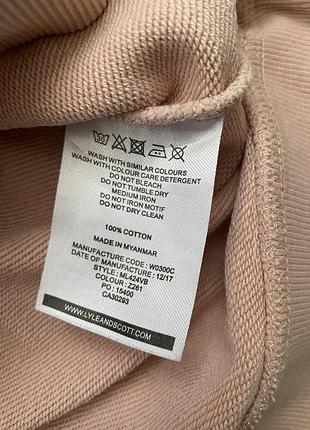 30
WASH WITH SIMILAR COLOURS
WASH WITH COLOUR CARE DETERGENT
DO NOT BLEACH
DO NOT TUMBLE DRY
MEDIUM IRON
DO NOT IRON MOTIF
DO NOT DRY CLEAN
100% COTTON
MADE IN MYANMAR
MANUFACTURE CODE : W0300C
DATE OF MANUFACTURE : 12/17
STYLE : ML424VB
COLOUR : Z261
PO : 15400
CA30293
WWW.LYLEANDSCOTT.COM